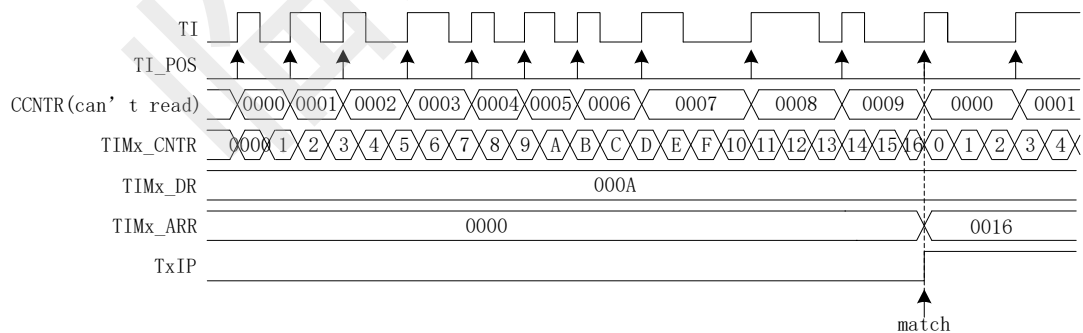 TI
TI_POS
CCNTR(can't read) 0000 0001 0002 0003 0004 0005 0006 0007 0008 0009 0000 0001
TIMx_CNTR 0000 1 2 3 4 5 6 7 8 9 A B C D E F 10 11 12 13 14 15 16 0 1 2 3 4
TIMx_DR 000A
TIMx_ARR 0000 0016
TxIP
match